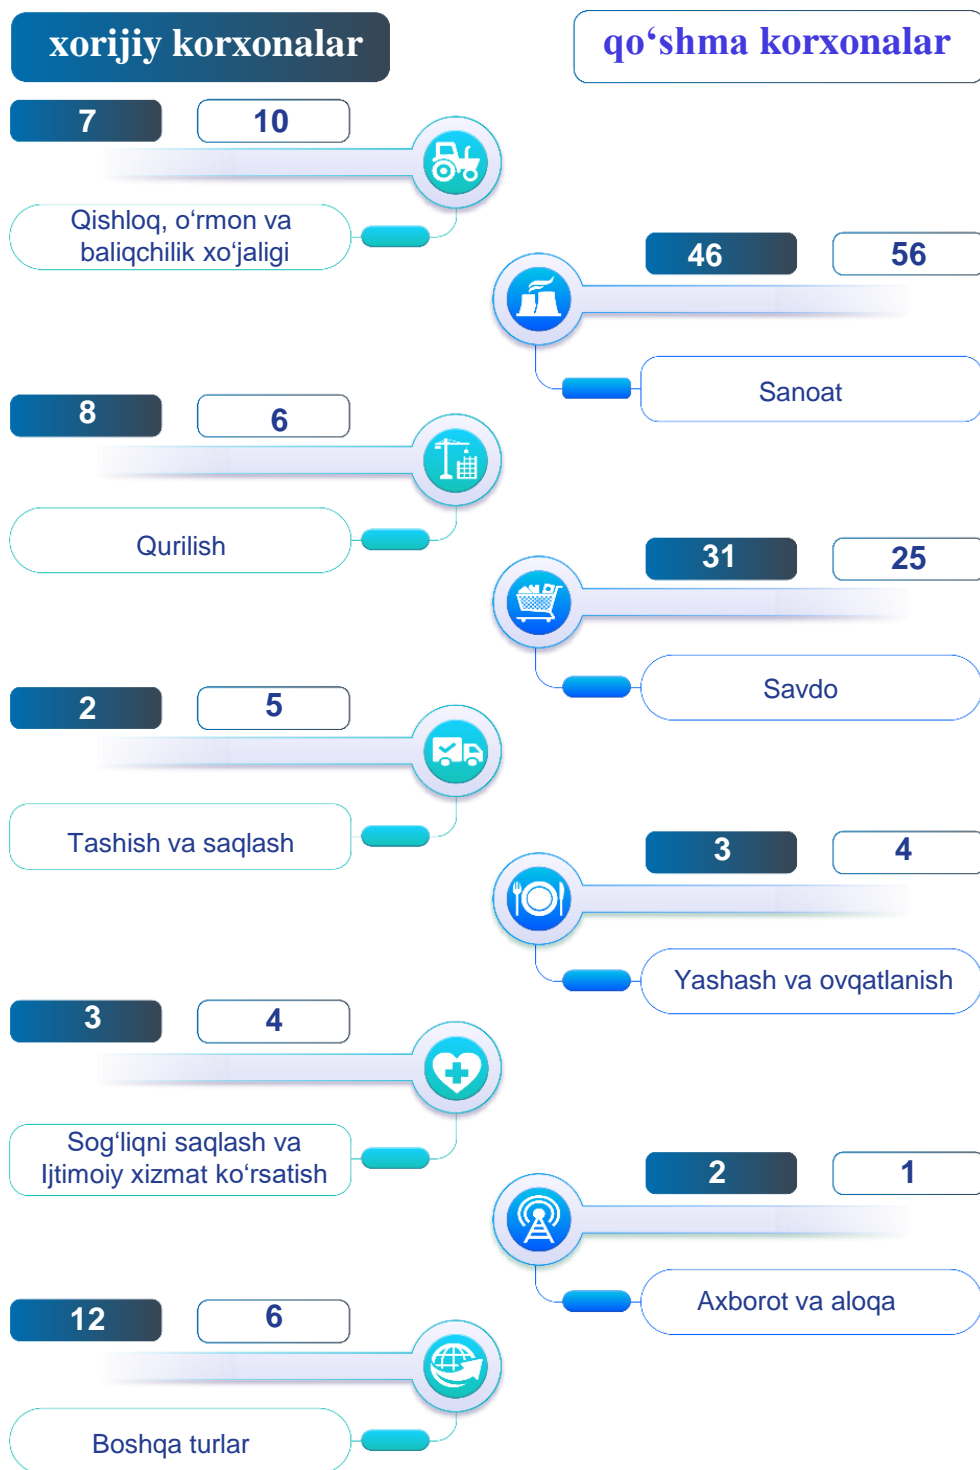 xorijiy korxonalar
qo‘shma korxonalar
7
10
Qishloq, o‘rmon va
baliqchilik xo‘jaligi
46
56
Sanoat
8
6
Qurilish
31
25
Savdo
2
5
Tashish va saqlash
3
4
Yashash va ovqatlanish
3
4
Sog‘liqni saqlash va
Ijtimoiy xizmat ko‘rsatish
2
1
Axborot va aloqa
12
6
Boshqa turlar